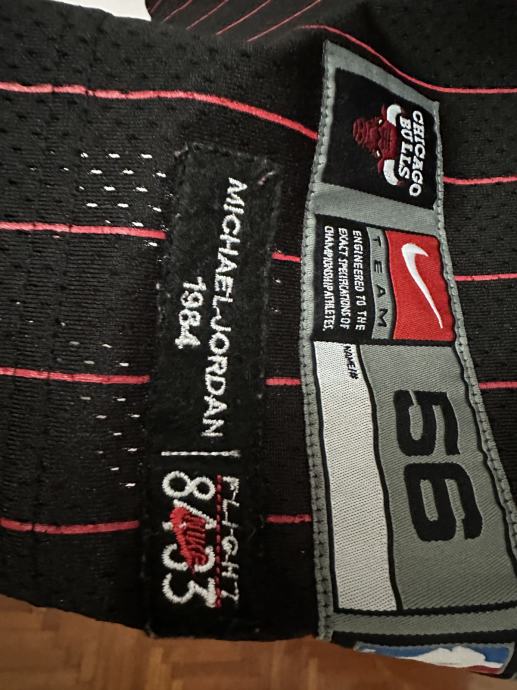 CHICAGO
BULLS
TEAM
ENGINEERED TO THE
EXACT SPECIFICATIONS OF
CHAMPIONSHIP ATHLETES.
NAME/#
56
MICHAEL JORDAN
1984
FLIGHT
8403